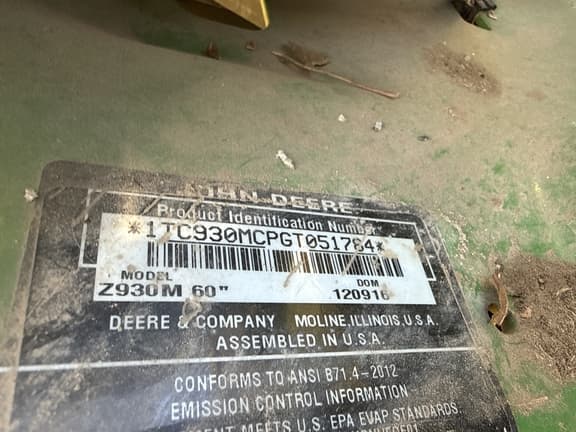 JOHN DEERE
Product Identification Number
*1TC930MCPGT051784*
MODEL
DOM
Z930M 60"
120916
DEERE & COMPANY MOLINE, ILLINOIS, U.S.A.
ASSEMBLED IN U.S.A.
CONFORMS TO ANSI B71.4-2012
EMISSION CONTROL INFORMATION
MEETS U.S. EPA EVAP STANDARDS.